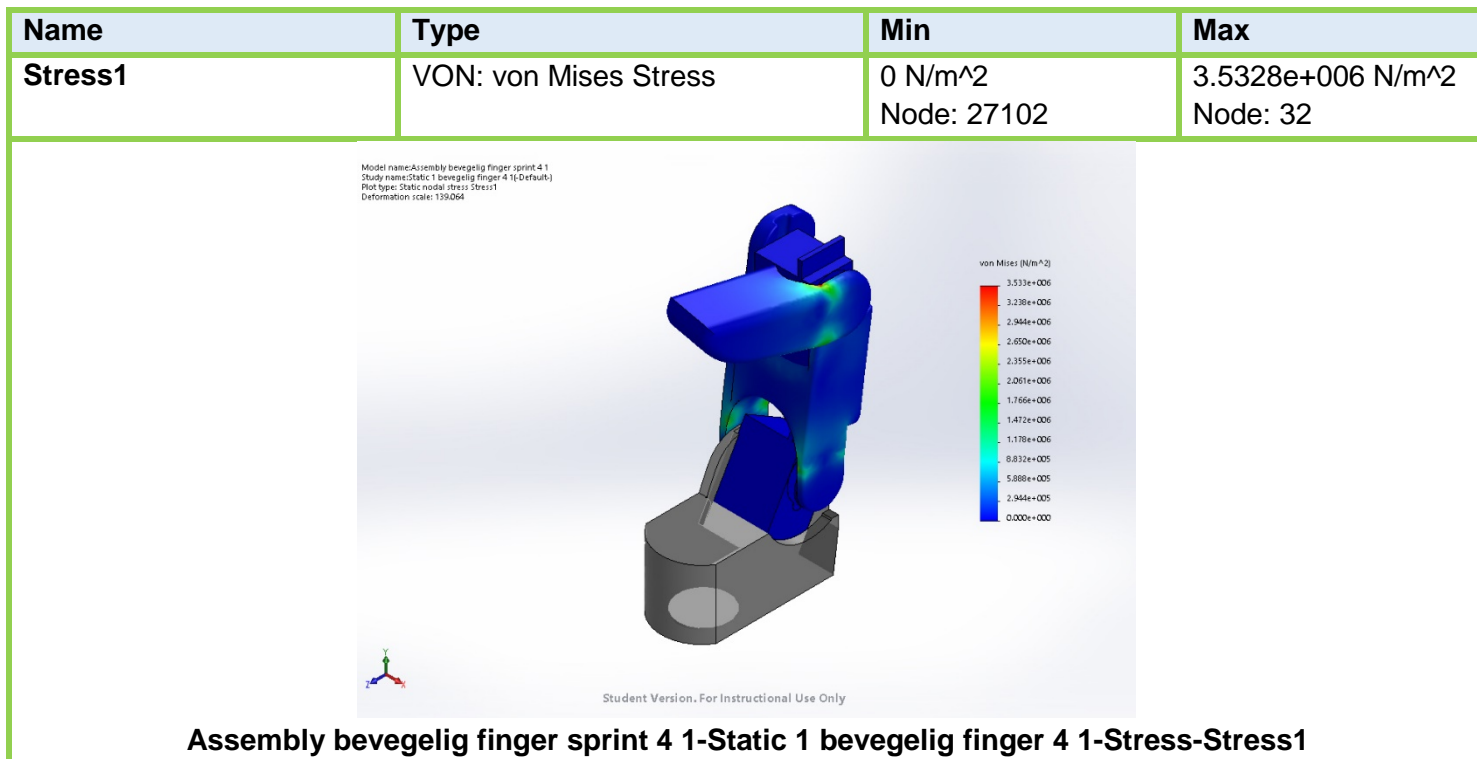 Name Type Min Max
Stress1 VON: von Mises Stress 0 N/m^2 3.5328e+006 N/m^2
Node: 27102 Node: 32
Model name:Assembly bevegelig finger sprint 4 1
Study name:Static 1 bevegelig finger 4 1(-Default-)
Plot type: Static nodal stress Stress1
Deformation scale: 139.064
von Mises (N/m^2)
3.533e+006
3.238e+006
2.944e+006
2.650e+006
2.355e+006
2.061e+006
1.766e+006
1.472e+006
1.178e+006
8.832e+005
5.888e+005
2.944e+005
0.000e+000
Y
Z X
Student Version. For Instructional Use Only
Assembly bevegelig finger sprint 4 1-Static 1 bevegelig finger 4 1-Stress-Stress1